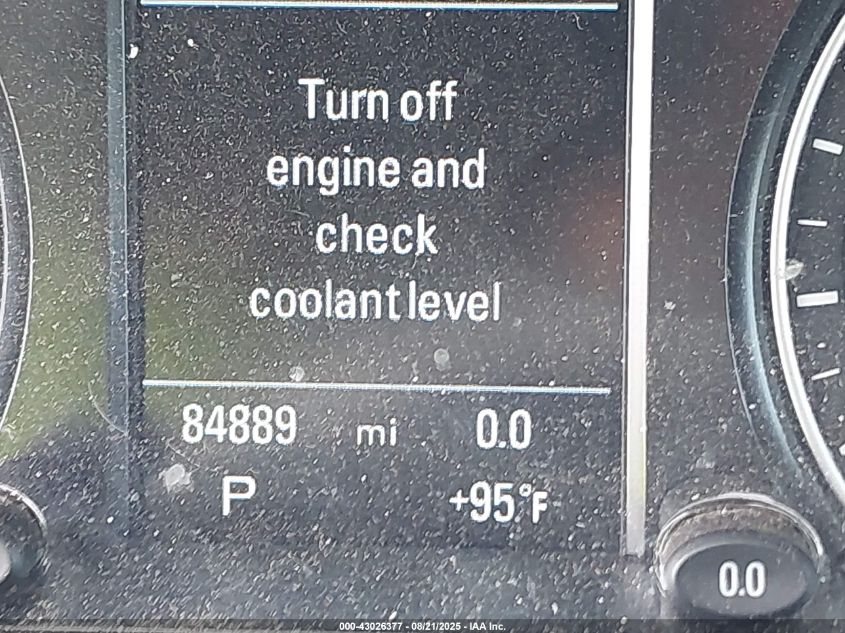 Turn off
engine and
check
coolant level
84889 mi 0.0
P +95°F
0.0
000-43026377 - 08/21/2025 - IAA Inc.